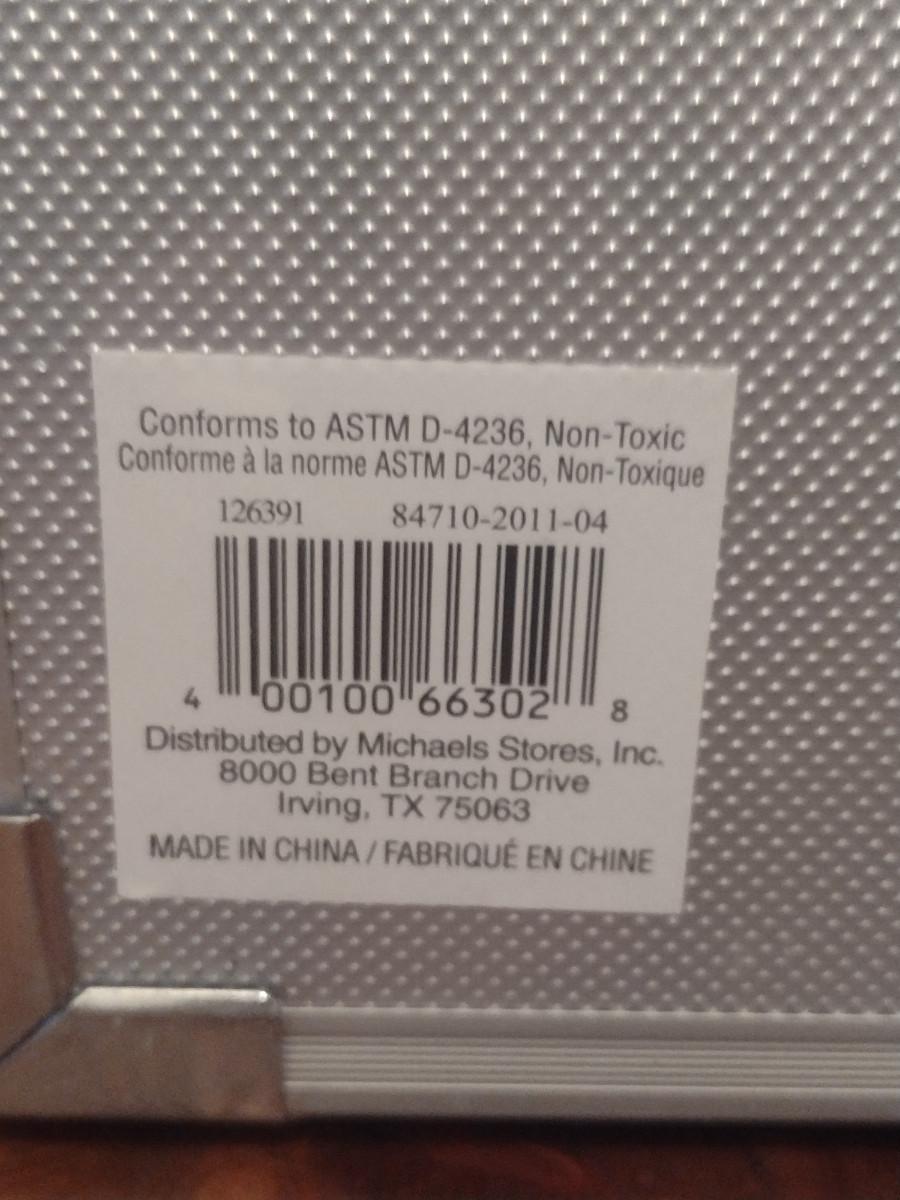 Conforms to ASTM D-4236, Non-Toxic
Conforme à la norme ASTM D-4236, Non-Toxique
126391 84710-2011-04
4 00100 66302 8
Distributed by Michaels Stores, Inc.
8000 Bent Branch Drive
Irving, TX 75063
MADE IN CHINA / FABRIQUÉ EN CHINE